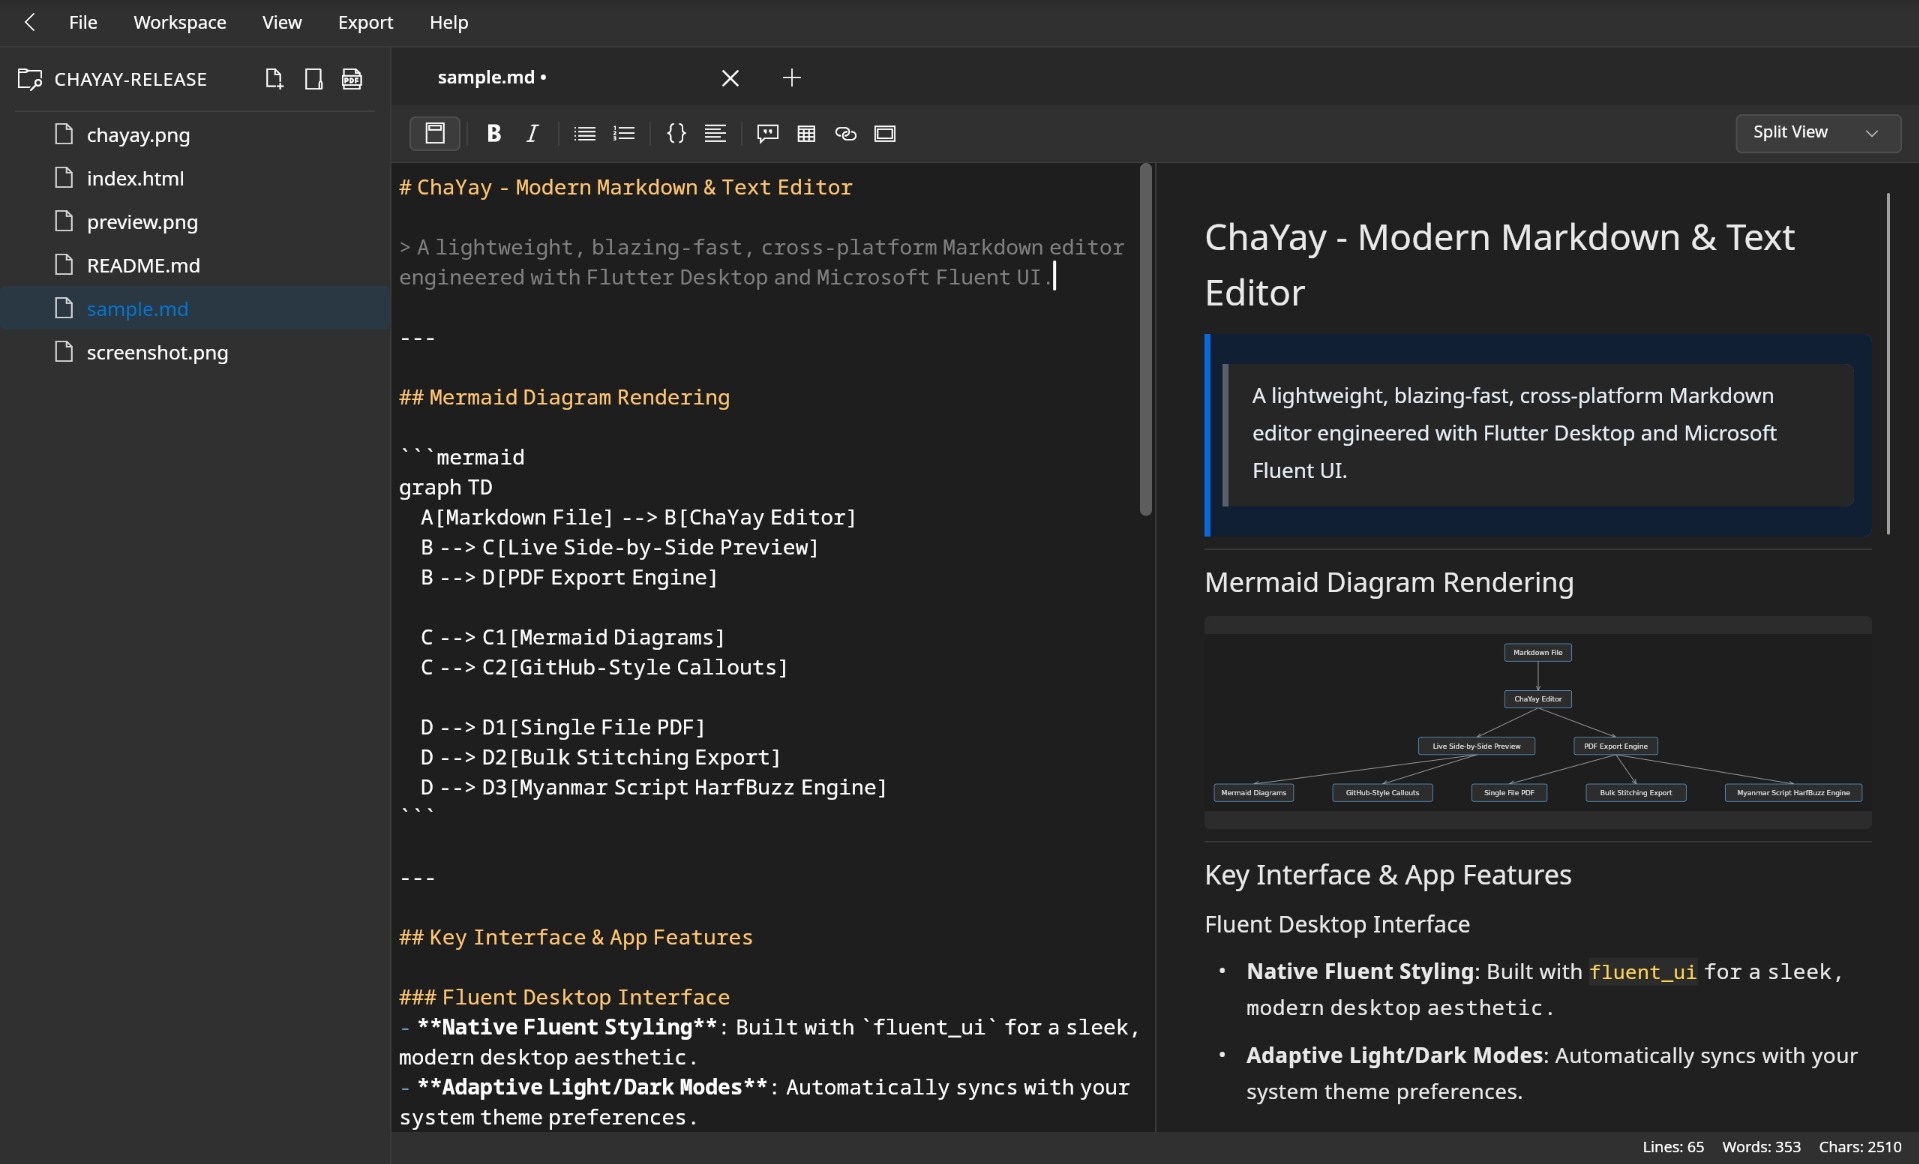 File Workspace View Export Help
CHAYAY-RELEASE
PDF
chayay.png
index.html
preview.png
README.md
sample.md
screenshot.png
sample.md •
B I {}
Split View
# ChaYay - Modern Markdown & Text Editor
> A lightweight, blazing-fast, cross-platform Markdown editor
engineered with Flutter Desktop and Microsoft Fluent UI.
---
## Mermaid Diagram Rendering
```mermaid
graph TD
A[Markdown File] --> B[ChaYay Editor]
B --> C[Live Side-by-Side Preview]
B --> D[PDF Export Engine]
C --> C1[Mermaid Diagrams]
C --> C2[GitHub-Style Callouts]
D --> D1[Single File PDF]
D --> D2[Bulk Stitching Export]
D --> D3[Myanmar Script HarfBuzz Engine]
```
---
## Key Interface & App Features
### Fluent Desktop Interface
- **Native Fluent Styling**: Built with `fluent_ui` for a sleek,
modern desktop aesthetic.
- **Adaptive Light/Dark Modes**: Automatically syncs with your
system theme preferences.
ChaYay - Modern Markdown & Text
Editor
A lightweight, blazing-fast, cross-platform Markdown
editor engineered with Flutter Desktop and Microsoft
Fluent UI.
Mermaid Diagram Rendering
Markdown File
ChaYay Editor
Live Side-by-Side Preview
PDF Export Engine
Mermaid Diagrams
GitHub-Style Callouts
Single File PDF
Bulk Stitching Export
Myanmar Script HarfBuzz Engine
Key Interface & App Features
Fluent Desktop Interface
• Native Fluent Styling: Built with fluent_ui for a sleek,
modern desktop aesthetic.
• Adaptive Light/Dark Modes: Automatically syncs with your
system theme preferences.
Lines: 65 Words: 353 Chars: 2510